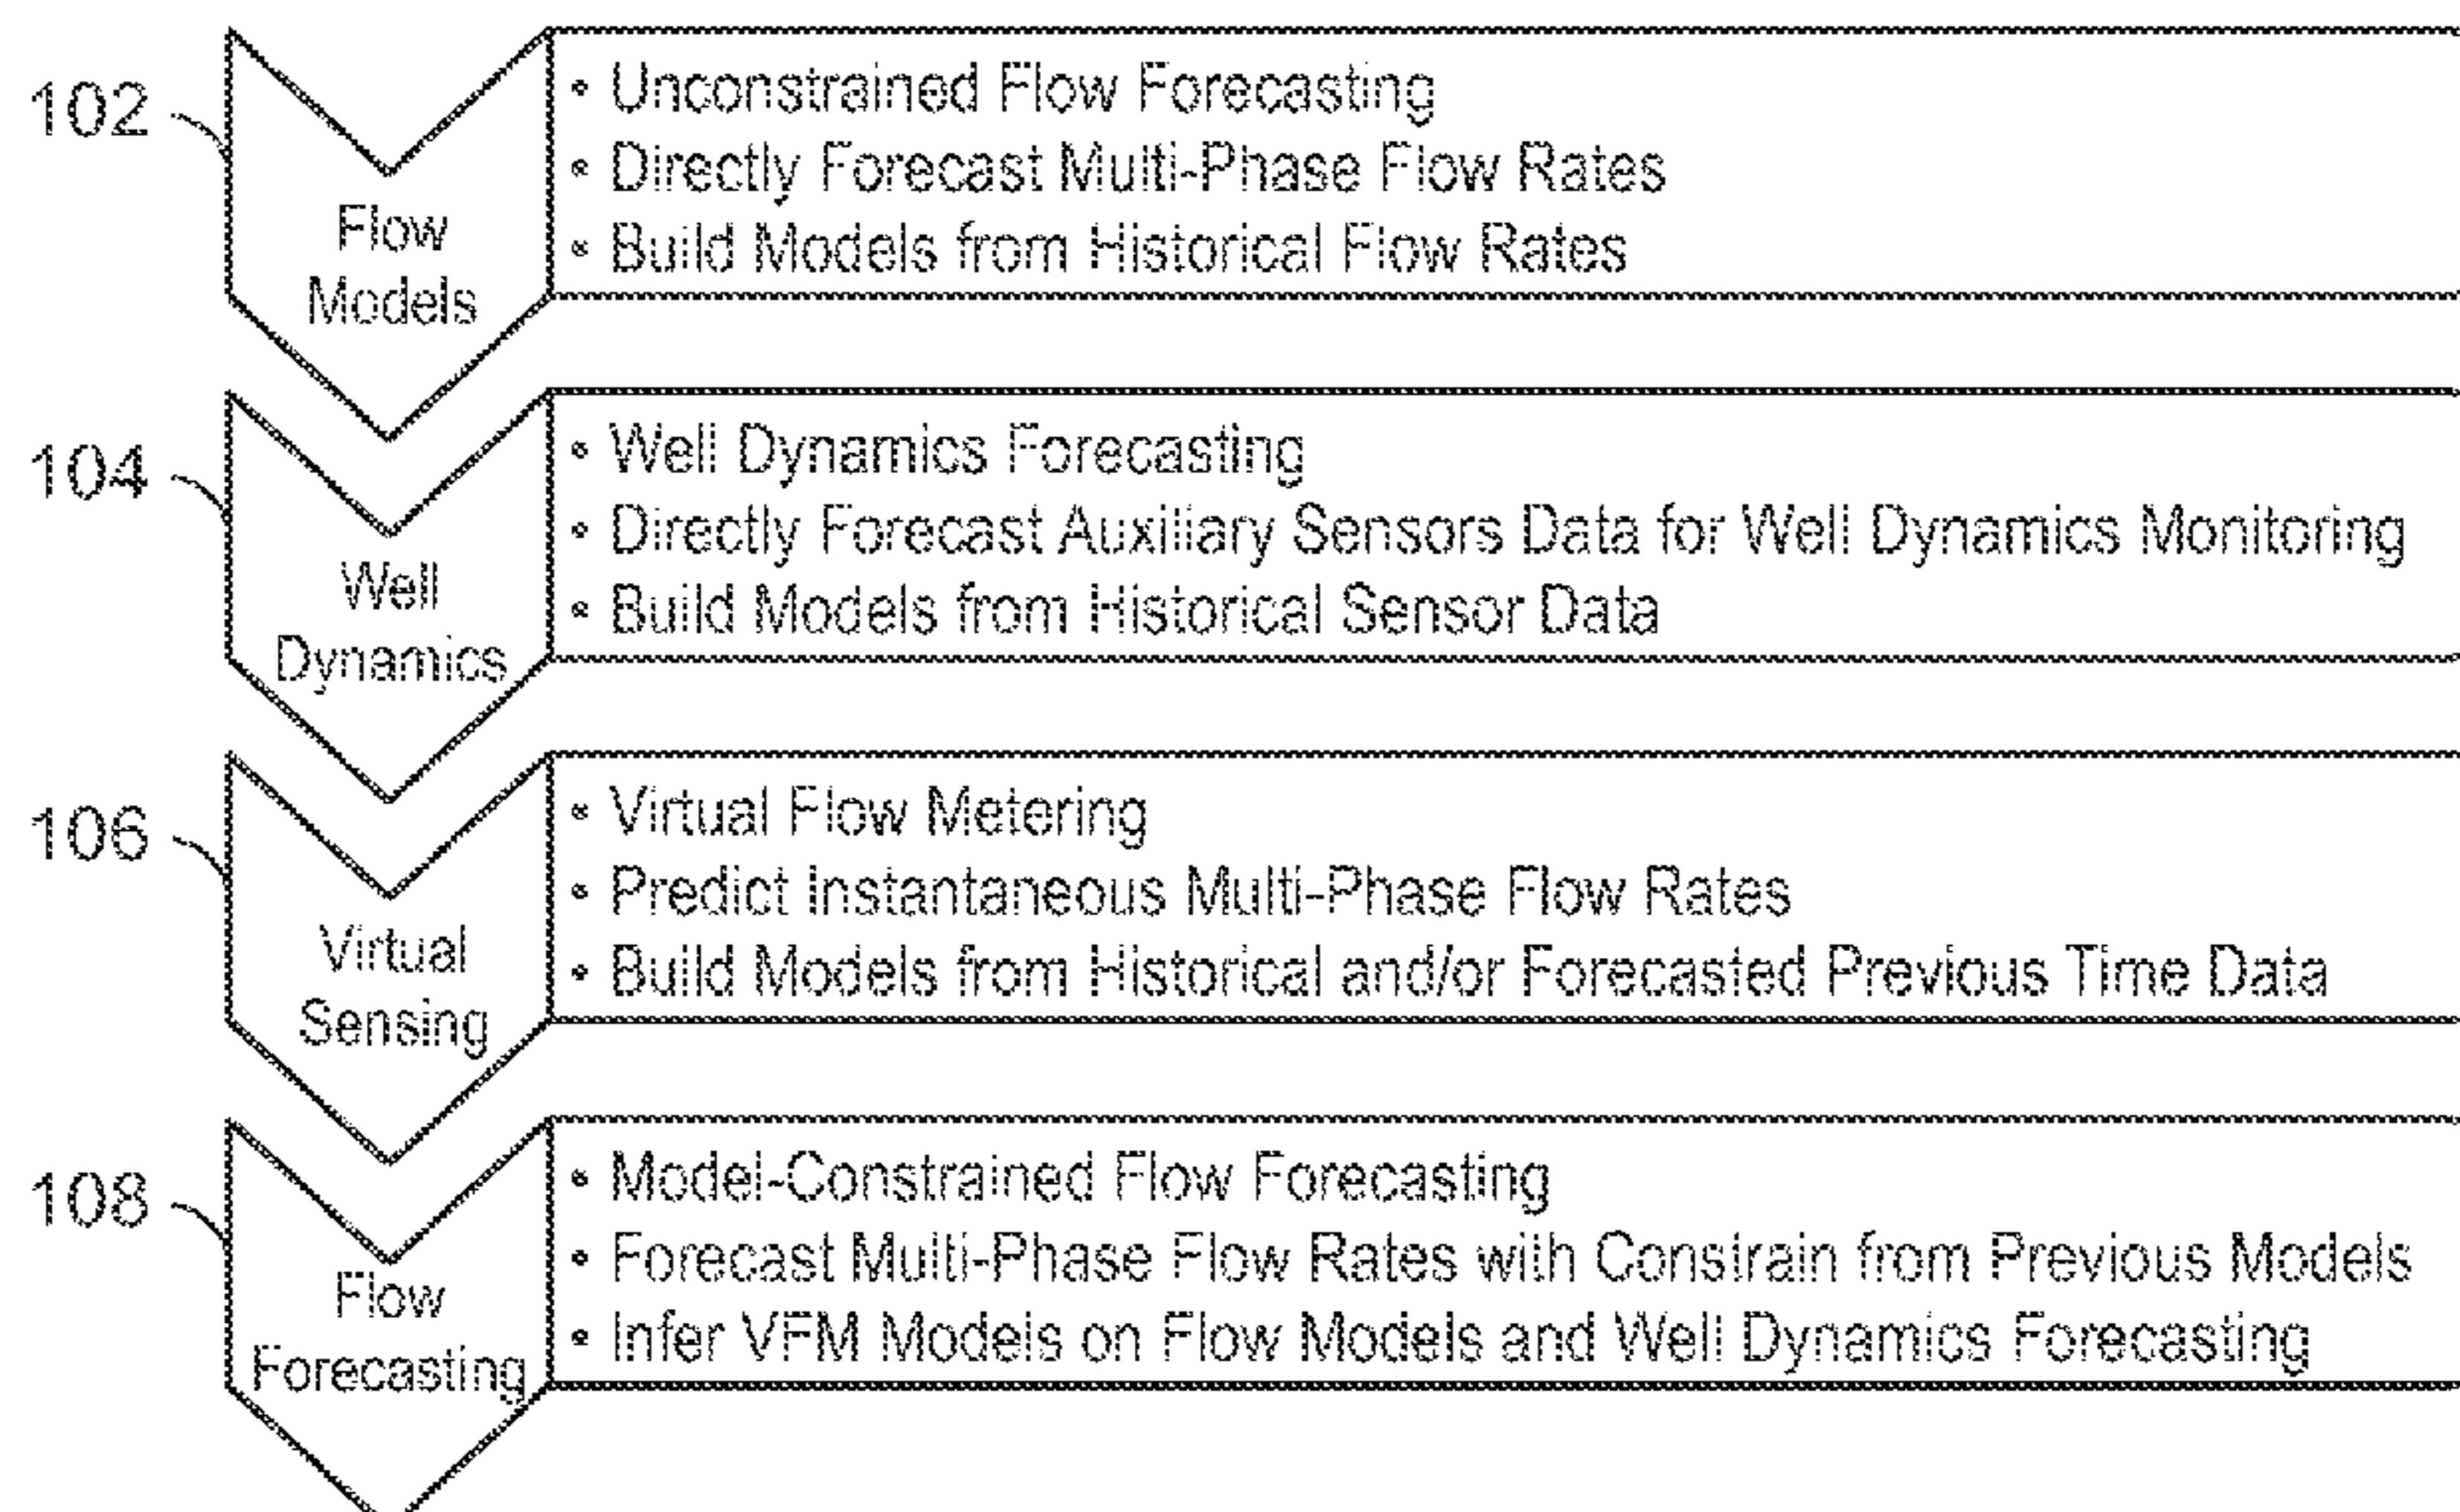 102
Flow
Models
• Unconstrained Flow Forecasting
• Directly Forecast Multi-Phase Flow Rates
• Build Models from Historical Flow Rates
104
Well
Dynamics
• Well Dynamics Forecasting
• Directly Forecast Auxiliary Sensors Data for Well Dynamics Monitoring
• Build Models from Historical Sensor Data
106
Virtual
Sensing
• Virtual Flow Metering
• Predict Instantaneous Multi-Phase Flow Rates
• Build Models from Historical and/or Forecasted Previous Time Data
108
Flow
Forecasting
• Model-Constrained Flow Forecasting
• Forecast Multi-Phase Flow Rates with Constrain from Previous Models
• Infer VFM Models on Flow Models and Well Dynamics Forecasting